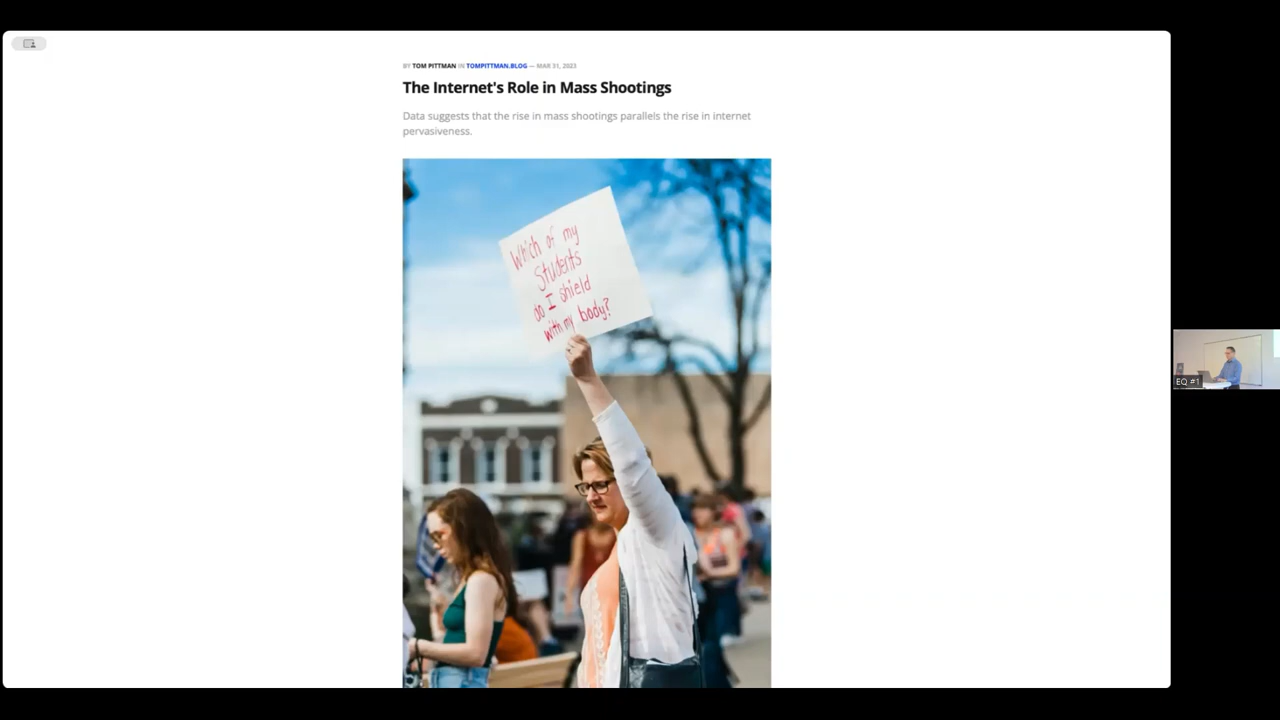 BY TOM PITTMAN IN TOMPITTMAN.BLOG — MAR 31, 2023
The Internet's Role in Mass Shootings
Data suggests that the rise in mass shootings parallels the rise in internet
pervasiveness.
Which of my
Students
do I shield
with my body?
EQ #1